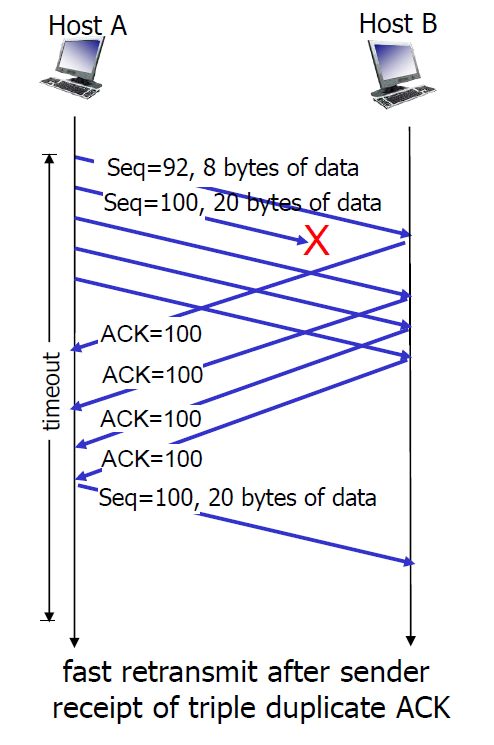 Host A
Host B
Seq=92, 8 bytes of data
Seq=100, 20 bytes of data
X
ACK=100
ACK=100
ACK=100
ACK=100
timeout
Seq=100, 20 bytes of data
fast retransmit after sender
receipt of triple duplicate ACK